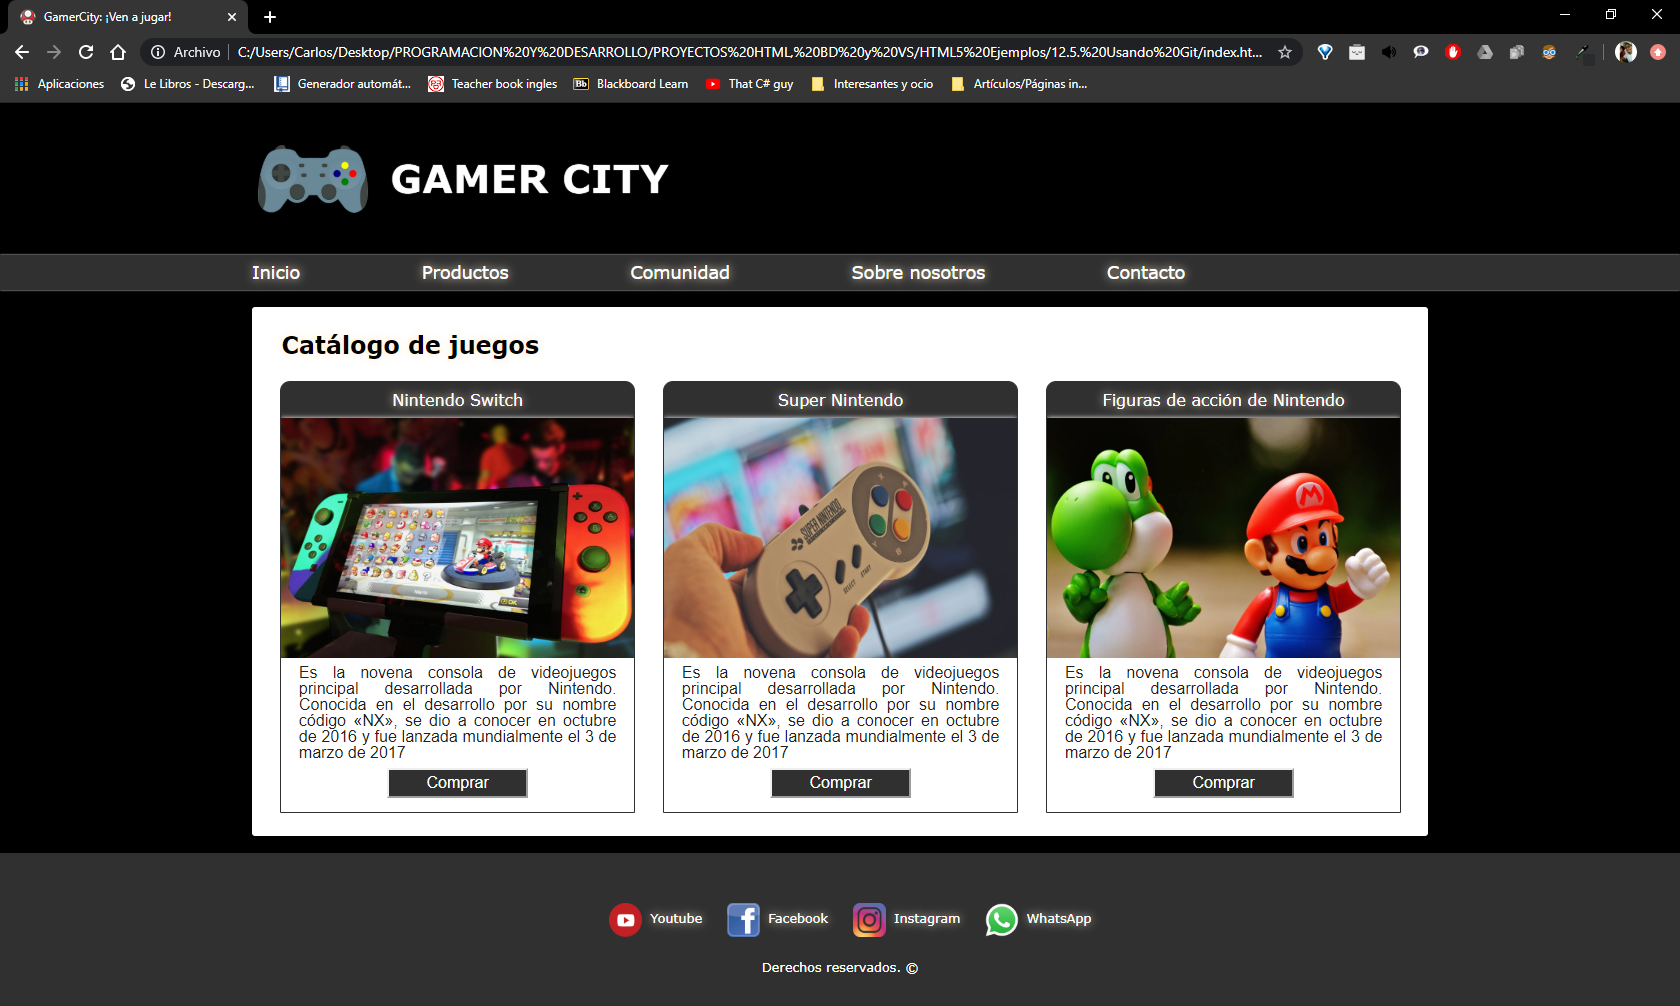 GamerCity: ¡Ven a jugar!
Archivo
C:/Users/Carlos/Desktop/PROGRAMACION%20Y%20DESARROLLO/PROYECTOS%20HTML,%20BD%20y%20VS/HTML5%20Ejemplos/12.5.%20Usando%20Git/index.ht...
Aplicaciones
Le Libros - Descarg...
Generador automát...
Teacher book ingles
Bb Blackboard Learn
That C# guy
Interesantes y ocio
Artículos/Páginas in...
GAMER CITY
Inicio
Productos
Comunidad
Sobre nosotros
Contacto
Catálogo de juegos
Nintendo Switch
OK
Es la novena consola de videojuegos
principal desarrollada por Nintendo.
Conocida en el desarrollo por su nombre
código «NX», se dio a conocer en octubre
de 2016 y fue lanzada mundialmente el 3 de
marzo de 2017
Comprar
Super Nintendo
SUPER NINTENDO
SELECT
START
Es la novena consola de videojuegos
principal desarrollada por Nintendo.
Conocida en el desarrollo por su nombre
código «NX», se dio a conocer en octubre
de 2016 y fue lanzada mundialmente el 3 de
marzo de 2017
Comprar
Figuras de acción de Nintendo
M
Es la novena consola de videojuegos
principal desarrollada por Nintendo.
Conocida en el desarrollo por su nombre
código «NX», se dio a conocer en octubre
de 2016 y fue lanzada mundialmente el 3 de
marzo de 2017
Comprar
Youtube
Facebook
Instagram
WhatsApp
Derechos reservados. ©